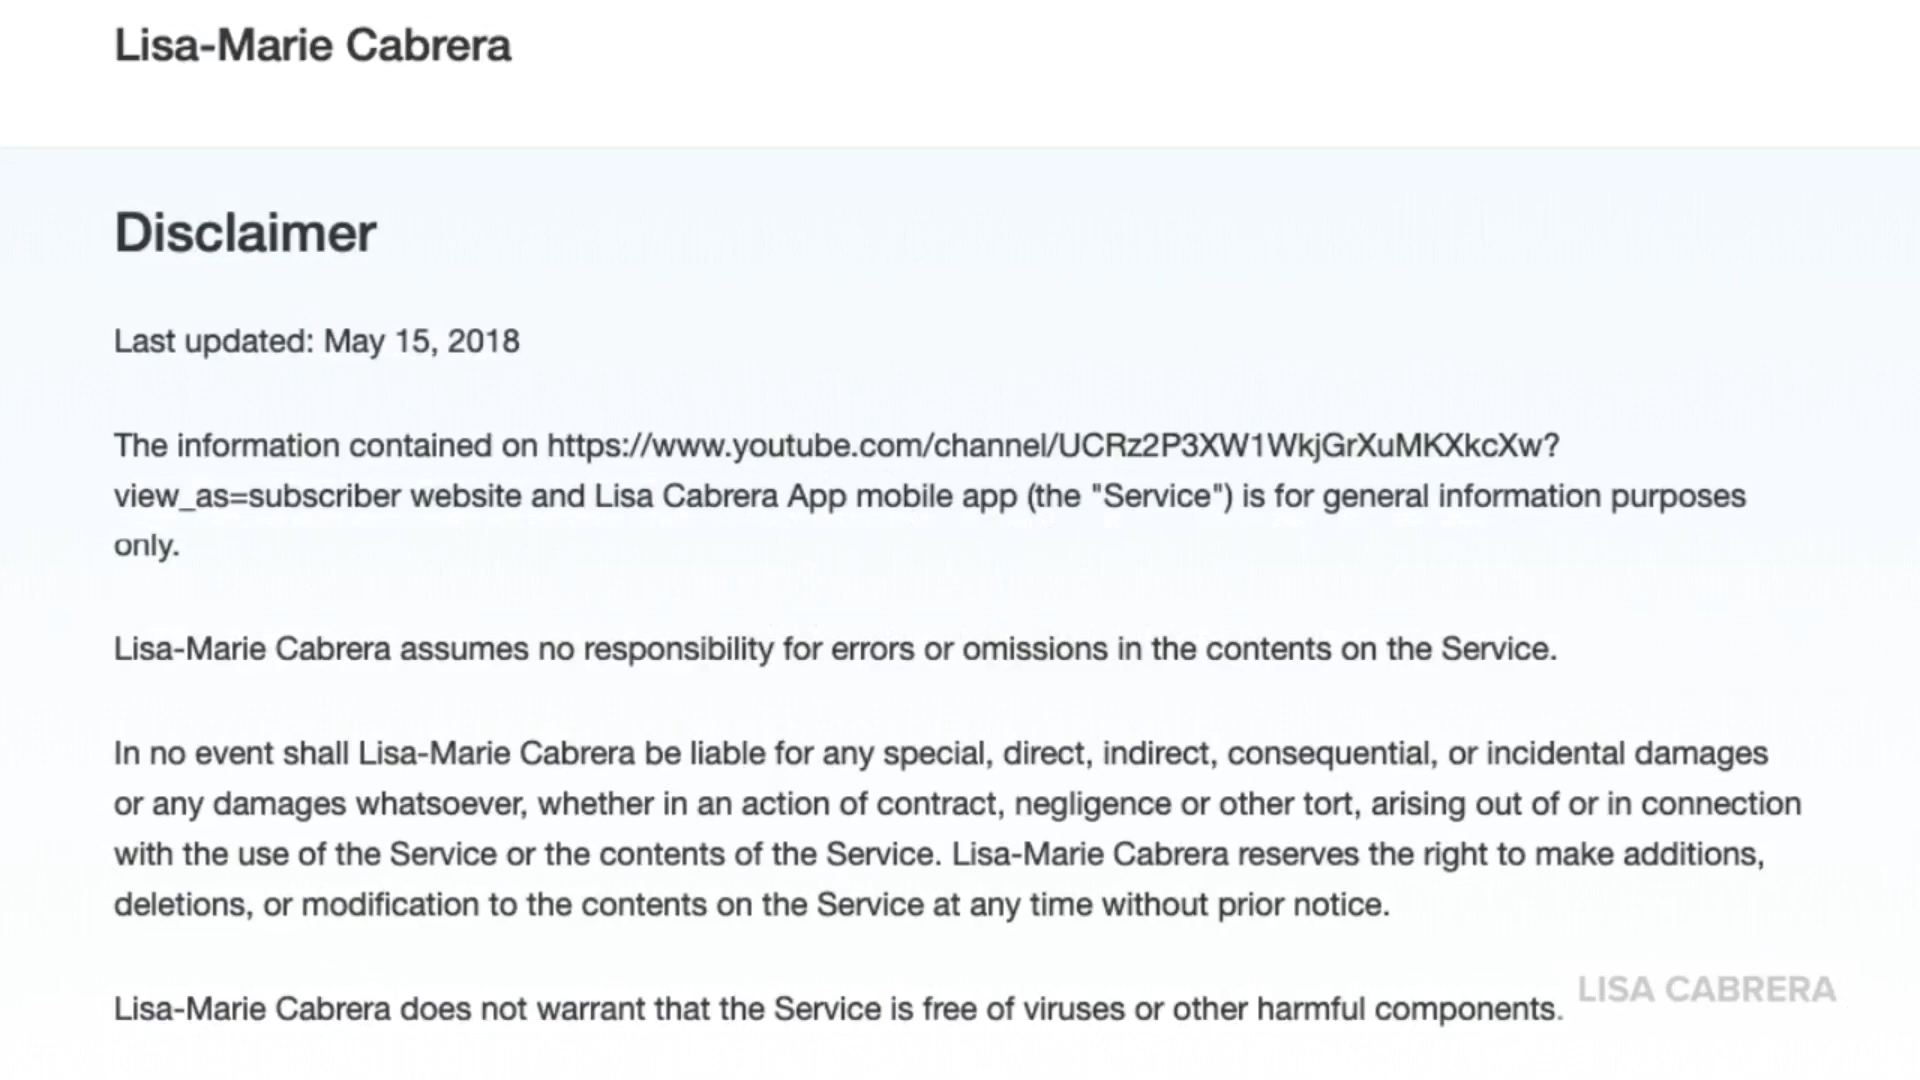 Lisa-Marie Cabrera
Disclaimer
Last updated: May 15, 2018
The information contained on https://www.youtube.com/channel/UCRz2P3XW1WkjGrXuMKXkcXw?
view_as=subscriber website and Lisa Cabrera App mobile app (the "Service") is for general information purposes
only.
Lisa-Marie Cabrera assumes no responsibility for errors or omissions in the contents on the Service.
In no event shall Lisa-Marie Cabrera be liable for any special, direct, indirect, consequential, or incidental damages
or any damages whatsoever, whether in an action of contract, negligence or other tort, arising out of or in connection
with the use of the Service or the contents of the Service. Lisa-Marie Cabrera reserves the right to make additions,
deletions, or modification to the contents on the Service at any time without prior notice.
Lisa-Marie Cabrera does not warrant that the Service is free of viruses or other harmful components.
LISA CABRERA